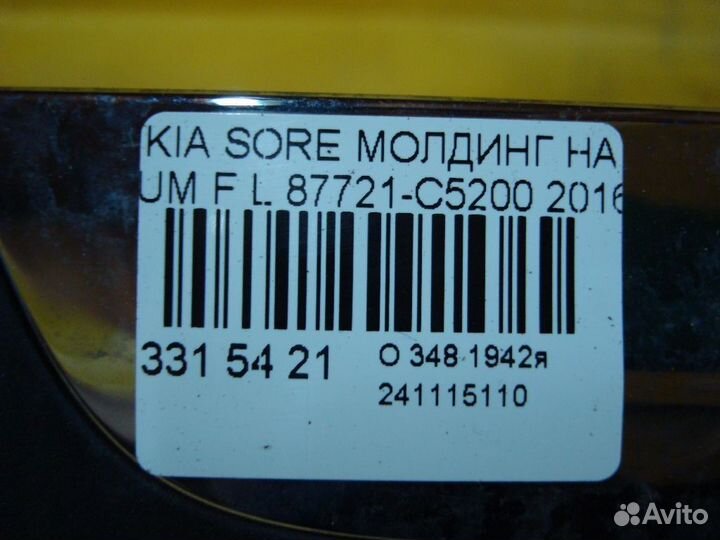 KIA SORE МОЛДИНГ НА
UM F L 87721-C5200 2016
331 54 21 О 348 1942я
241115110
Avito